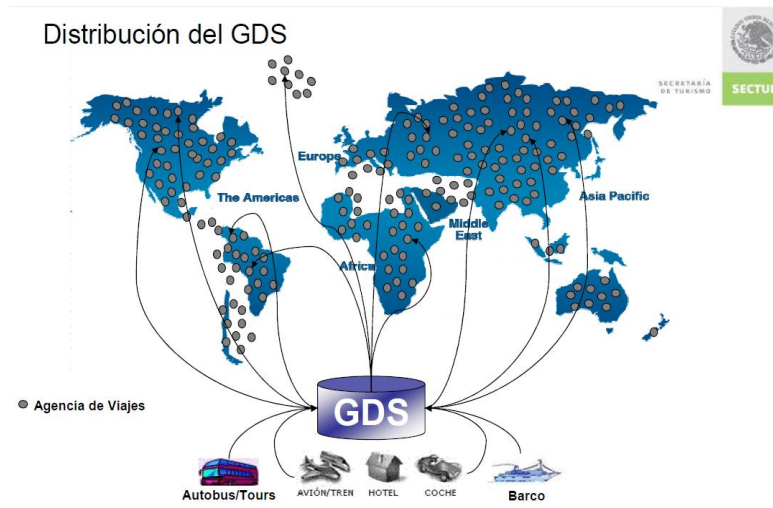 Distribución del GDS
SECRETARÍA
DE TURISMO
SECTUR
Europe
The Americas
Asia Pacific
Middle
East
Africa
Agencia de Viajes
GDS
Autobus/Tours
AVIÓN/TREN
HOTEL
COCHE
Barco